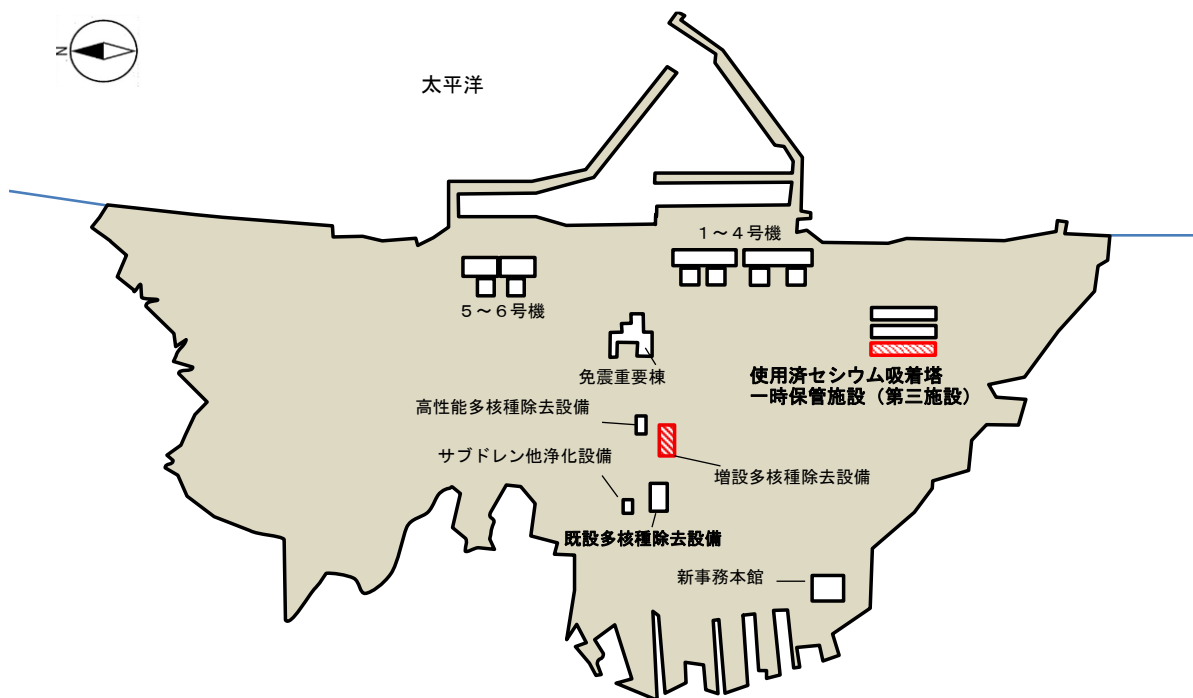 N
太平洋
１～４号機
５～６号機
免震重要棟
使用済セシウム吸着塔
一時保管施設（第三施設）
高性能多核種除去設備
サブドレン他浄化設備
増設多核種除去設備
既設多核種除去設備
新事務本館